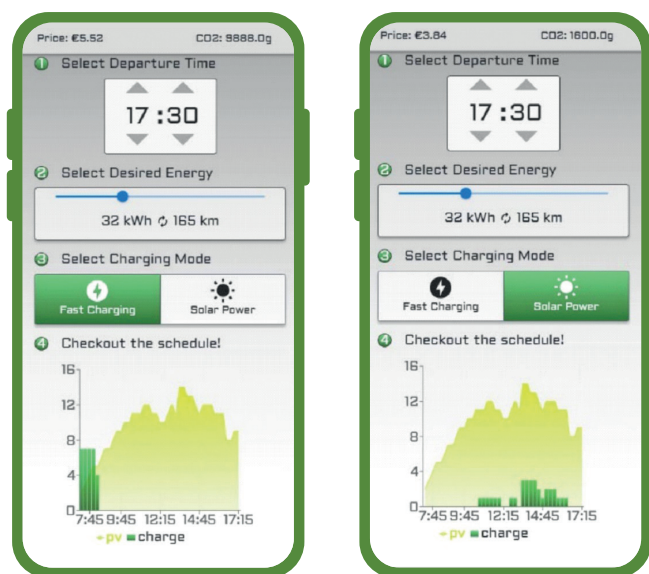 Price: €5.52 CO2: 9888.0g
1 Select Departure Time
17 : 30
2 Select Desired Energy
32 kWh 165 km
3 Select Charging Mode
Fast Charging Solar Power
4 Checkout the schedule!
16
12
8
4
0
7:45 9:45 12:15 14:45 17:15
pv charge
Price: €3.84 CO2: 1600.0g
1 Select Departure Time
17 : 30
2 Select Desired Energy
32 kWh 165 km
3 Select Charging Mode
Fast Charging Solar Power
4 Checkout the schedule!
16
12
8
4
0
7:45 9:45 12:15 14:45 17:15
pv charge